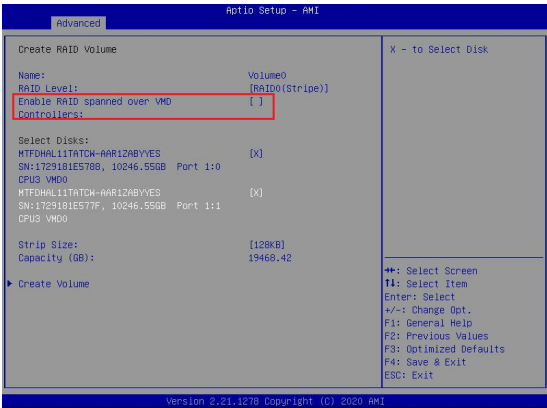 Aptio Setup - AMI
Advanced
Create RAID Volume
X - to Select Disk
Name: Volume0
RAID Level: [RAID0(Stripe)]
Enable RAID spanned over VMD [ ]
Controllers:
Select Disks:
MTFDHAL11TATCW-AAR1ZABYYES [X]
SN:1729181E5788, 10246.55GB Port 1:0
CPU3 VMD0
MTFDHAL11TATCW-AAR1ZABYYES [X]
SN:1729181E577F, 10246.55GB Port 1:1
CPU3 VMD0
Strip Size: [128KB]
Capacity (GB): 19468.42
Create Volume
→←: Select Screen
↑↓: Select Item
Enter: Select
+/-: Change Opt.
F1: General Help
F2: Previous Values
F3: Optimized Defaults
F4: Save & Exit
ESC: Exit
Version 2.21.1278 Copyright (C) 2020 AMI